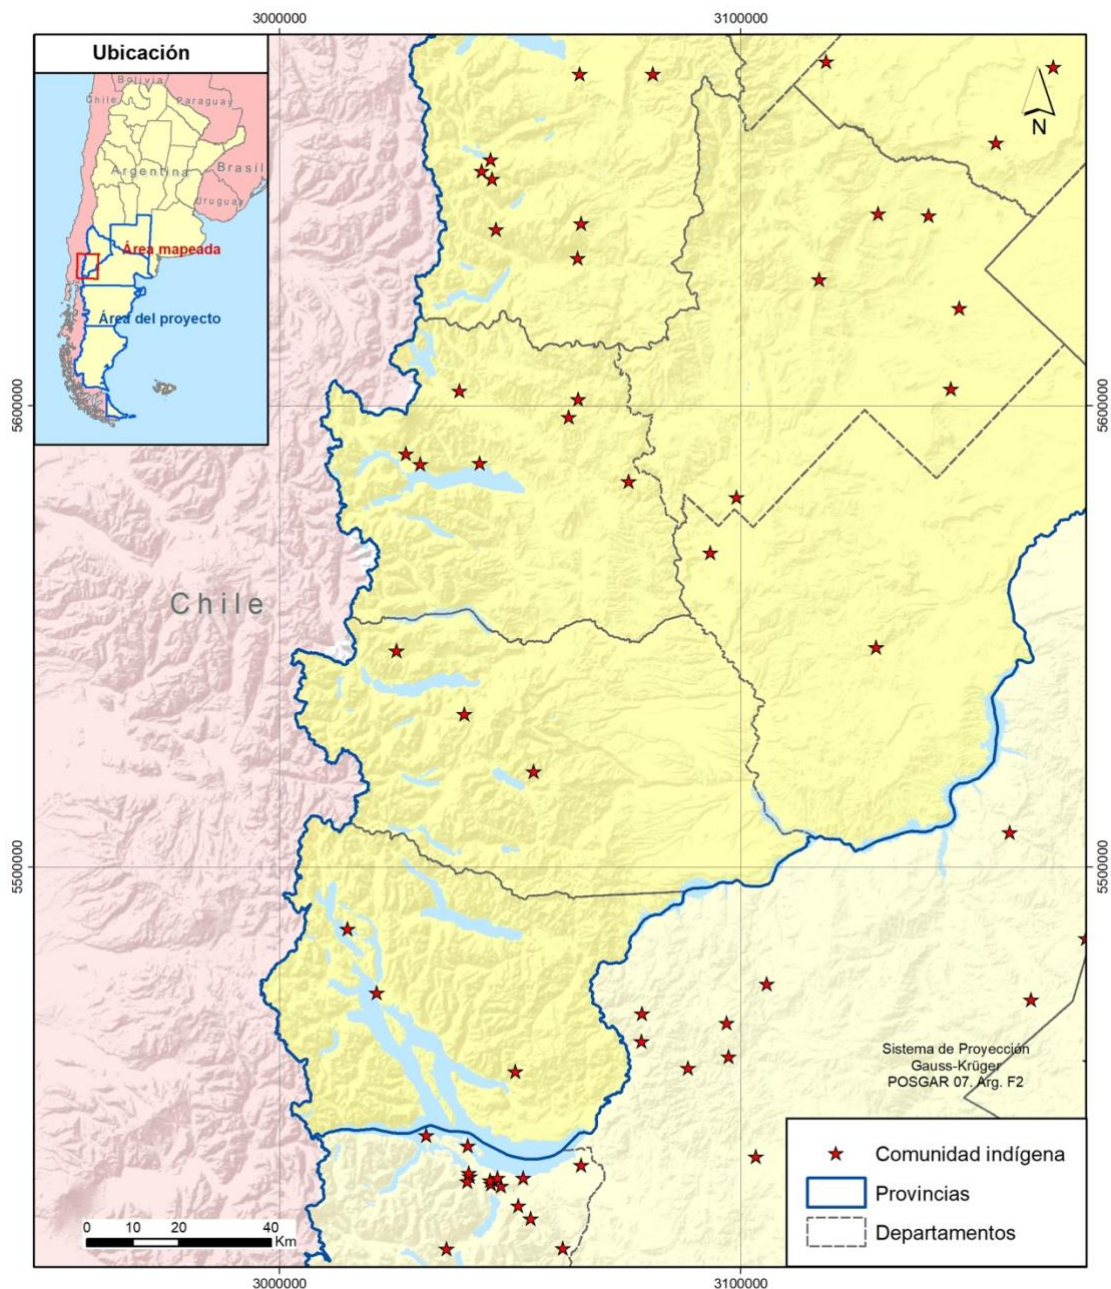 3000000
3100000
Ubicación
Bolivia
Chile
Paraguay
Argentina
Brasil
Uruguay
Área mapeada
Área del proyecto
N
5600000
5600000
Chile
5500000
5500000
Sistema de Proyección
Gauss-Krüger
POSGAR 07. Arg. F2
Comunidad indígena
Provincias
Departamentos
0 10 20 40
Km
3000000
3100000